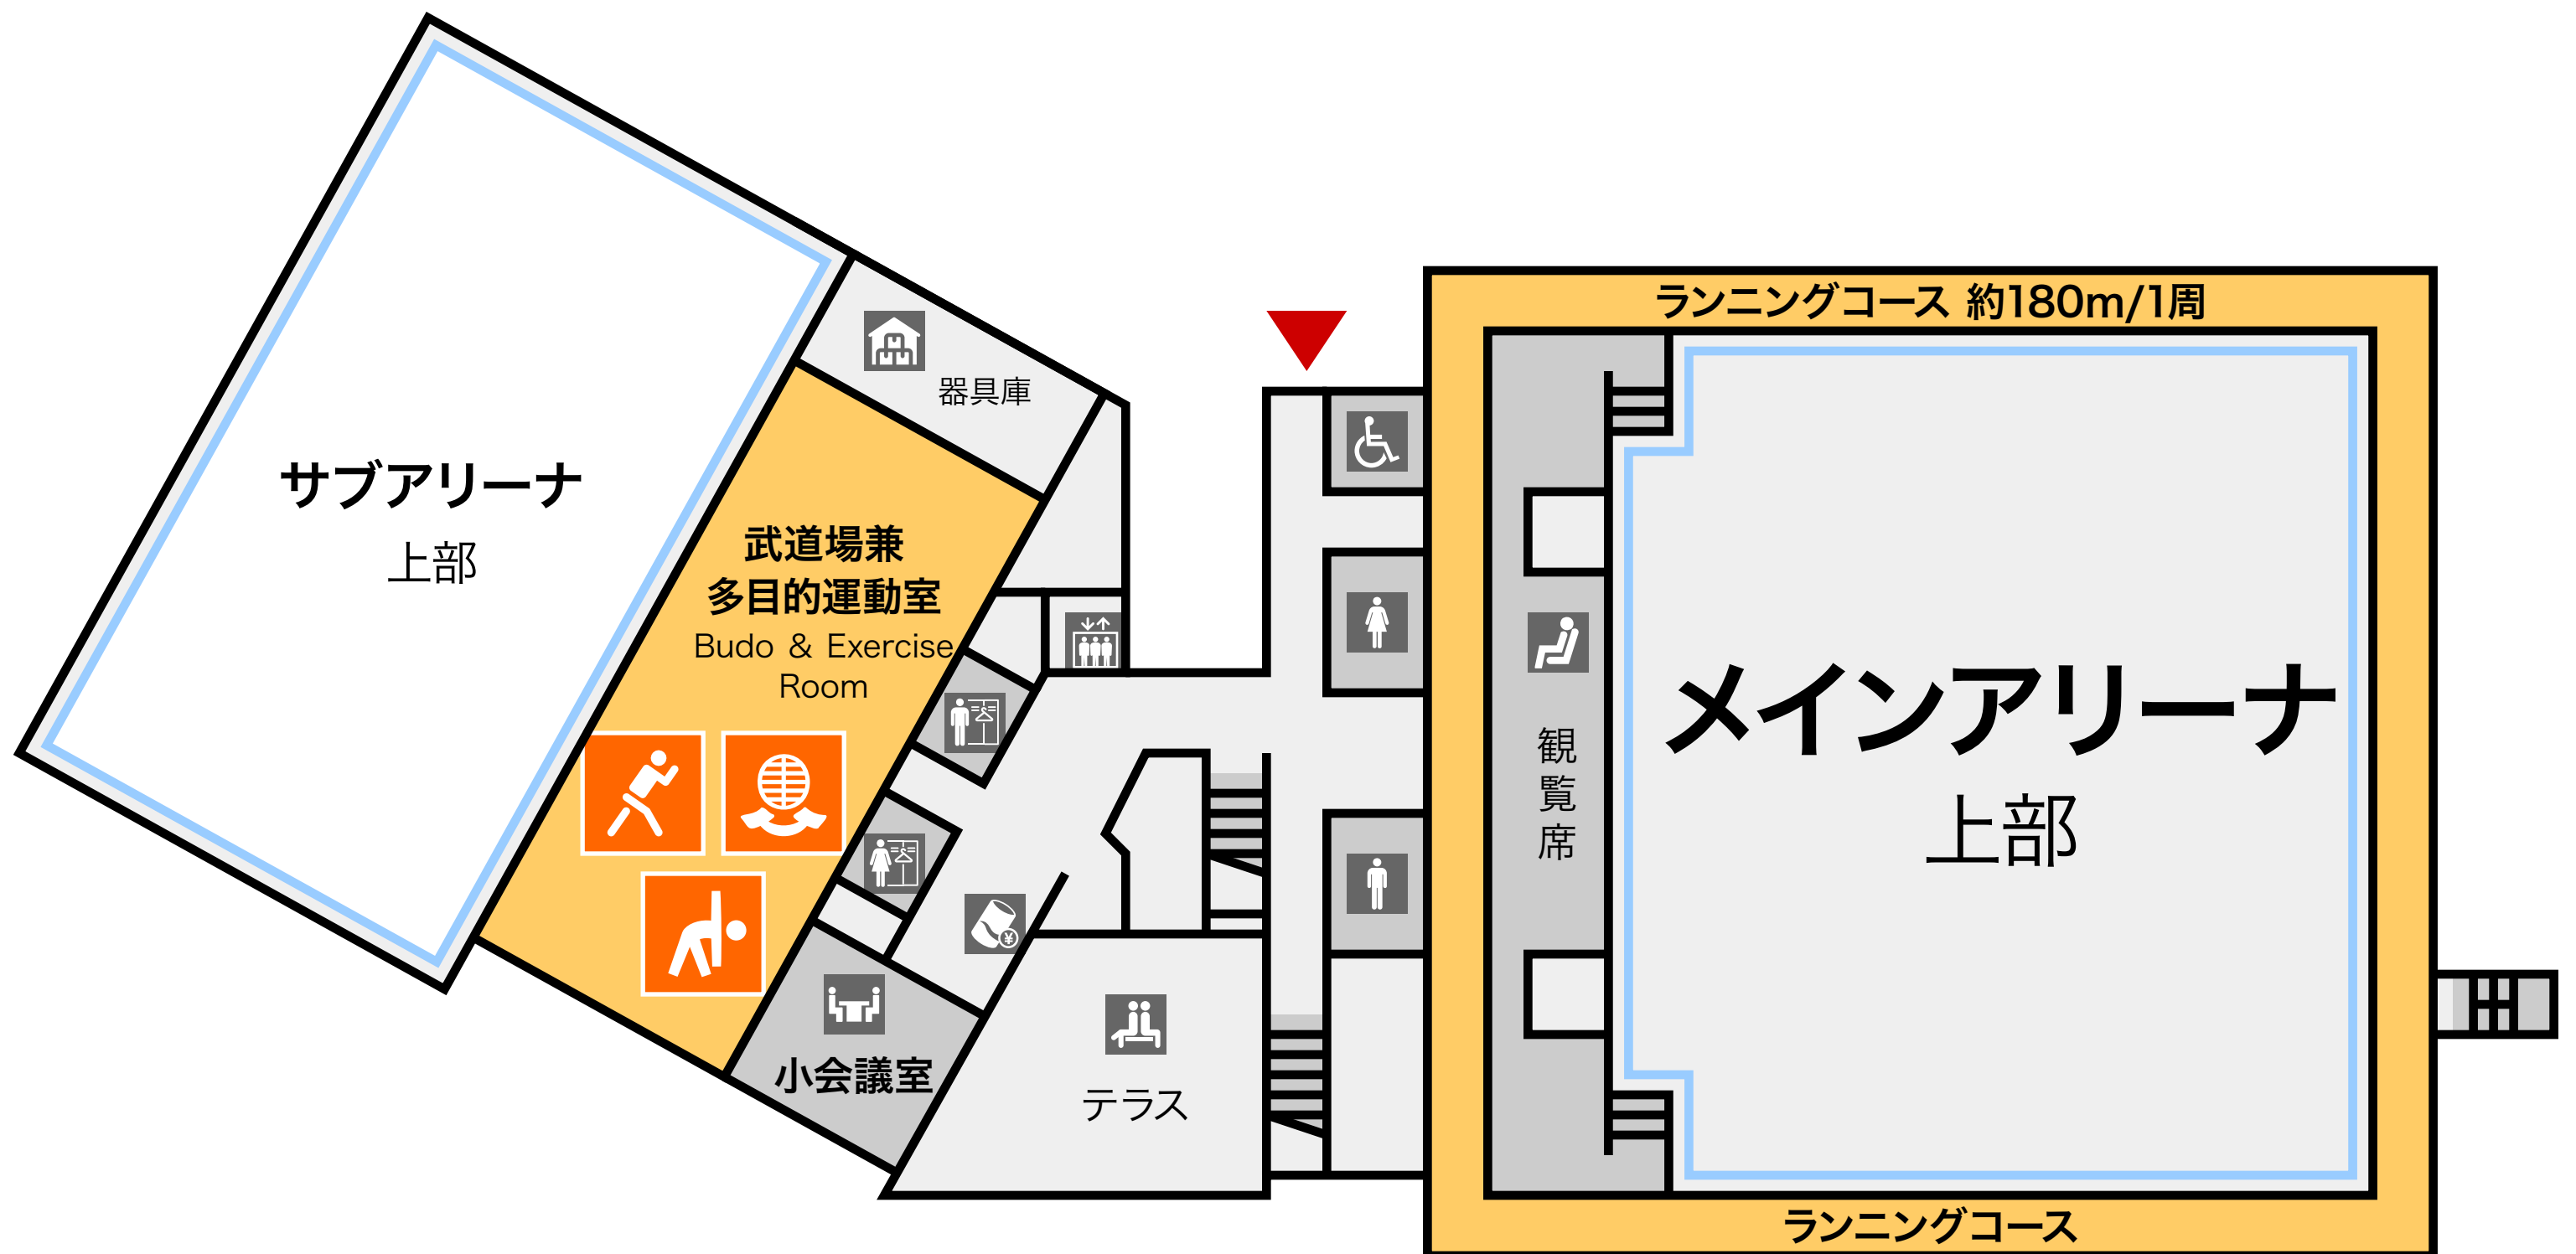 サブアリーナ
上部
器具庫
武道場兼
多目的運動室
Budo & Exercise
Room
小会議室
テラス
¥
ランニングコース 約180m/1周
観覧席
メインアリーナ
上部
ランニングコース